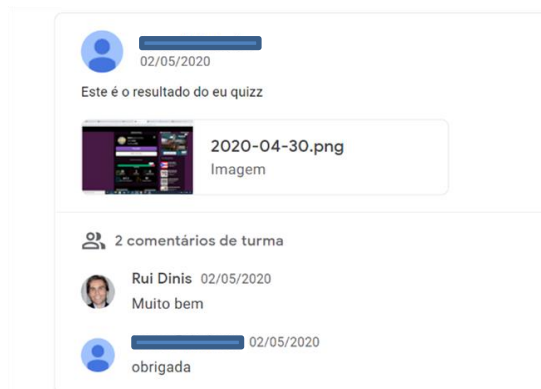 02/05/2020
Este é o resultado do eu quizz
2020-04-30.png
Imagem
2 comentários de turma
Rui Dinis 02/05/2020
Muito bem
02/05/2020
obrigada